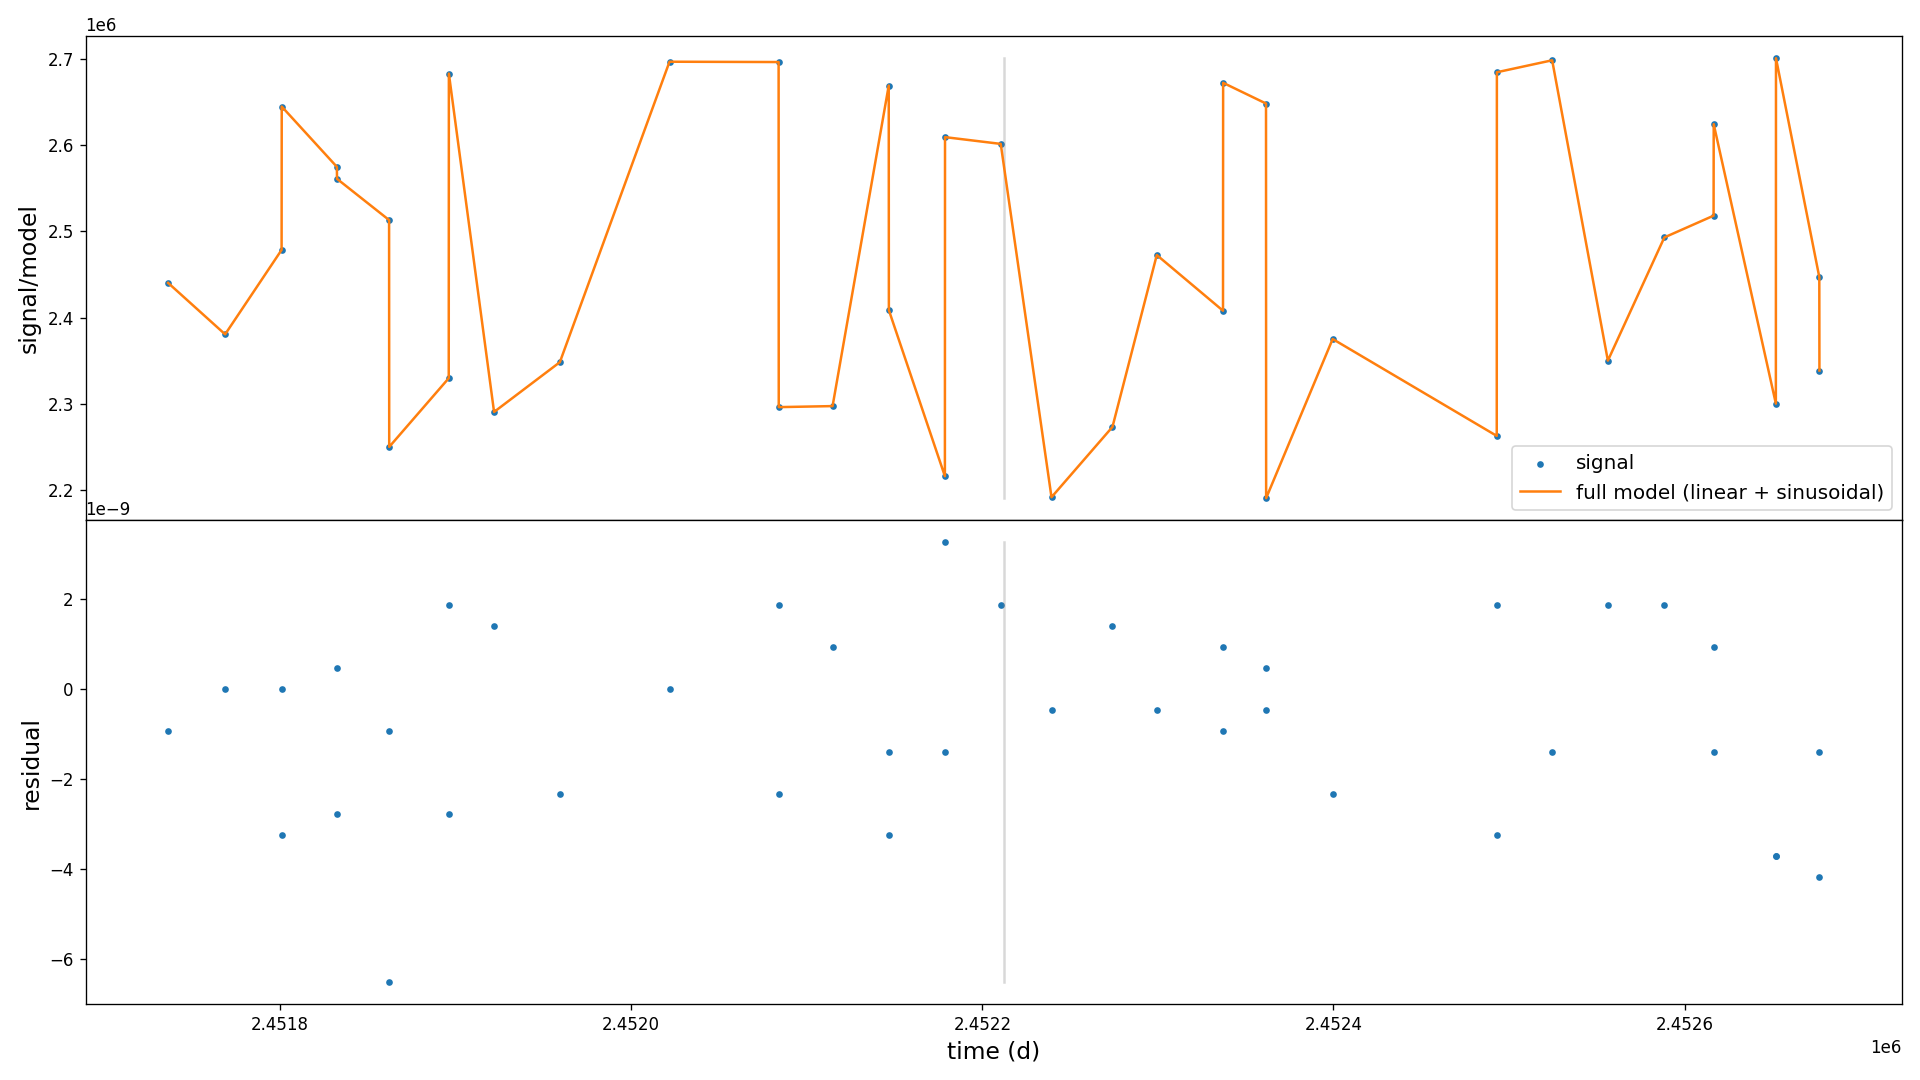 1e6
2.7
2.6
2.5
2.4
2.3
2.2
signal/model
signal
full model (linear + sinusoidal)
1e−9
2
0
−2
−4
−6
residual
2.4518
2.4520
2.4522
2.4524
2.4526
1e6
time (d)